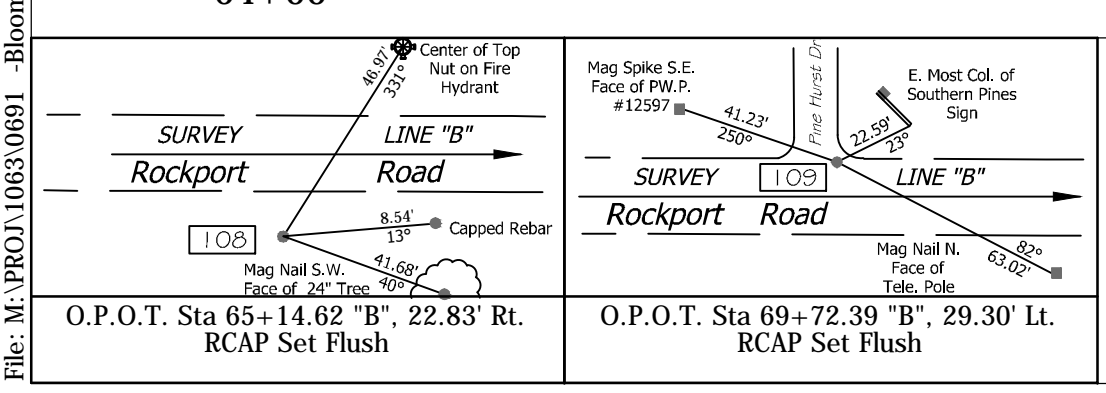 File: M:\PROJ\1063\0691 -Bloom
46.97'
331°
Center of Top
Nut on Fire
Hydrant
SURVEY LINE "B"
Rockport Road
108
8.54'
13°
Capped Rebar
41.68'
40°
Mag Nail S.W.
Face of 24" Tree
O.P.O.T. Sta 65+14.62 "B", 22.83' Rt.
RCAP Set Flush
Mag Spike S.E.
Face of PW.P.
#12597
41.23'
250°
Pine Hurst Dr
22.59'
23°
E. Most Col. of
Southern Pines
Sign
SURVEY LINE "B"
109
Rockport Road
82°
63.02'
Mag Nail N.
Face of
Tele. Pole
O.P.O.T. Sta 69+72.39 "B", 29.30' Lt.
RCAP Set Flush